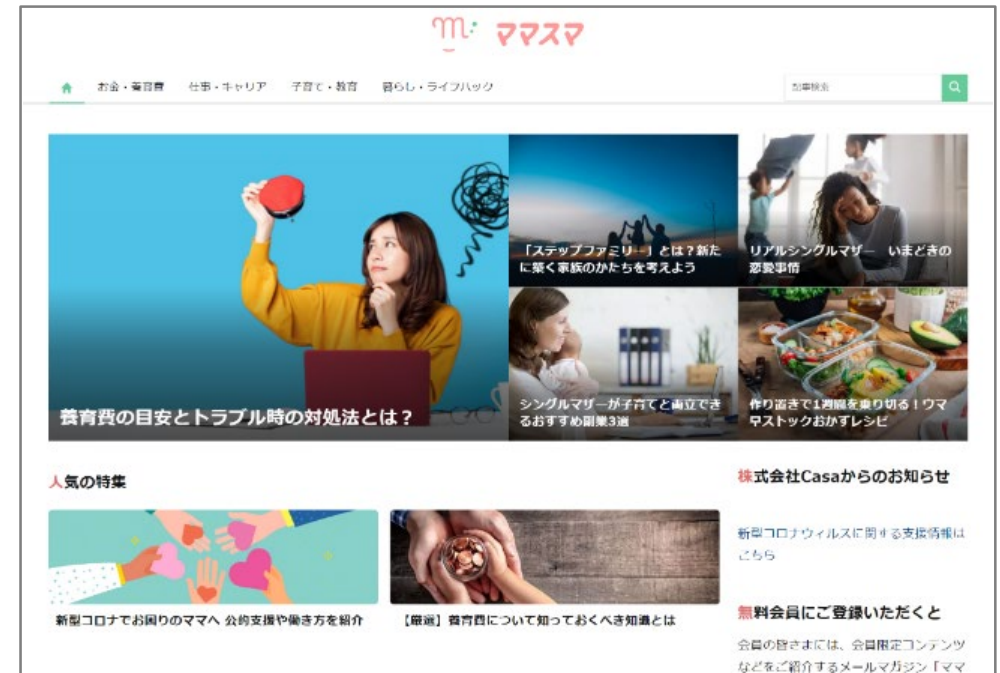 ママスマ
お金・養育費 仕事・キャリア 子育て・教育 暮らし・ライフハック
記事検索
養育費の目安とトラブル時の対処法とは？
「ステップファミリー」とは？新た
に築く家族のかたちを考えよう
リアルシングルマザー いまどきの
恋愛事情
シングルマザーが子育てと両立でき
るおすすめ副業3選
作り置きで1週間を乗り切る！ウマ
早ストックおかずレシピ
人気の特集
新型コロナでお困りのママへ 公的支援や働き方を紹介
【厳選】養育費について知っておくべき知識とは
株式会社Casaからのお知らせ
新型コロナウィルスに関する支援情報は
こちら
無料会員にご登録いただくと
会員の皆さまには、会員限定コンテンツ
などをご紹介するメールマガジン「ママ